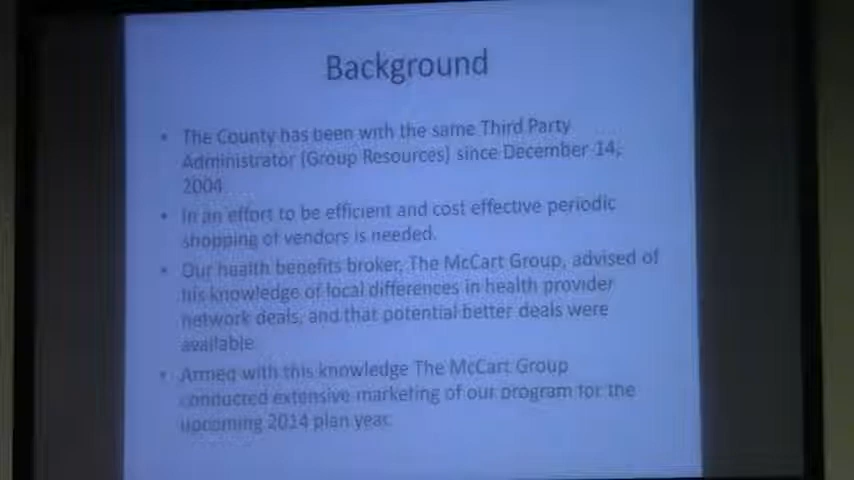 Background
• The County has been with the same Third Party
Administrator (Group Resources) since December 14,
2004.
• In an effort to be efficient and cost effective periodic
shopping of vendors is needed.
• Our health benefits broker, The McCart Group, advised of
his knowledge of local differences in health provider
network deals, and that potential better deals were
available.
• Armed with this knowledge The McCart Group
conducted extensive marketing of our program for the
upcoming 2014 plan year.